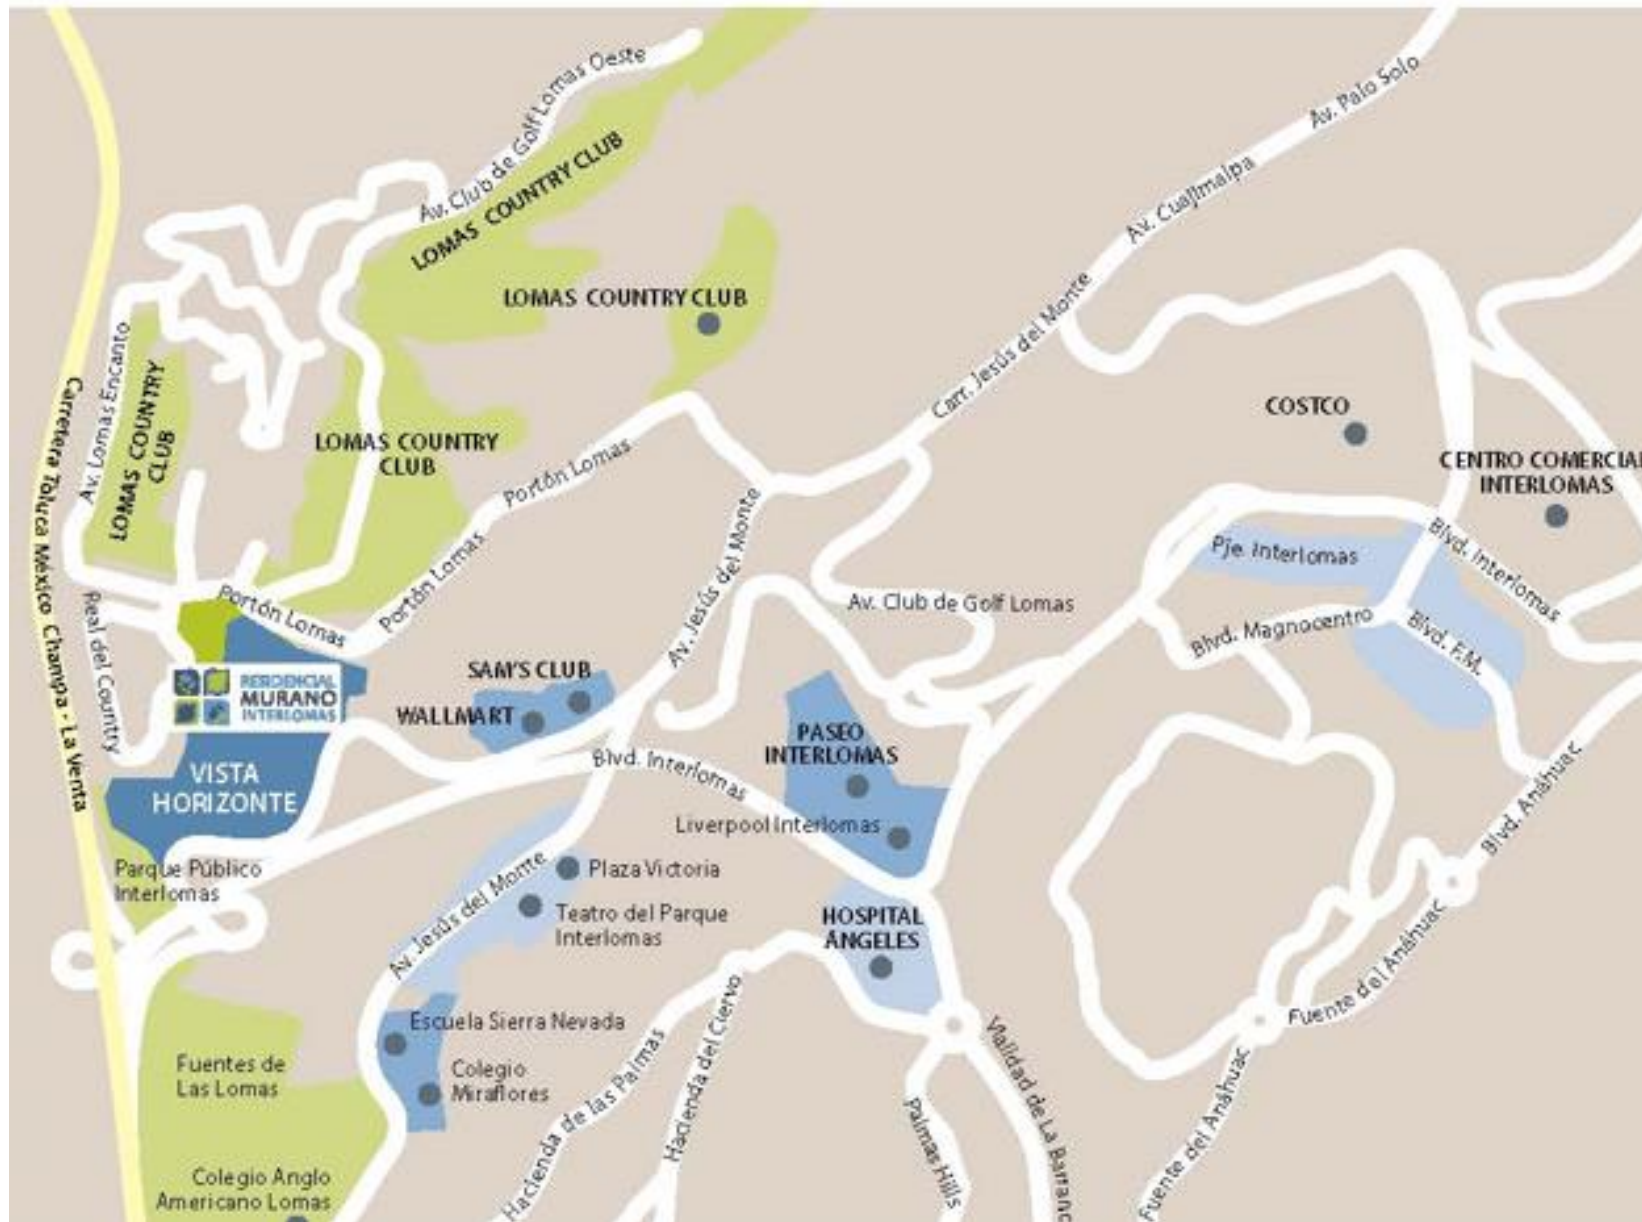 Av. Club de Golf Lomas Oeste
LOMAS COUNTRY CLUB
Av. Palo Solo
Av. Cuajimalpa
LOMAS COUNTRY CLUB
Carr. Jesús del Monte
Av. Lomas Encanto
LOMAS COUNTRY
CLUB
LOMAS COUNTRY
CLUB
COSTCO
CENTRO COMERCIAL
INTERLOMAS
Carretera Toluca México Champa - La Venta
Portón Lomas
Portón Lomas
Portón Lomas
Av. Jesús del Monte
Pje. Interlomas
Blvd. Interlomas
Av. Club de Golf Lomas
Blvd. Magnocentro
Blvd. F.M.
Real del Country
RESIDENCIAL
MURANO
INTERLOMAS
SAM'S CLUB
WALLMART
VISTA
HORIZONTE
Blvd. Interlomas
PASEO
INTERLOMAS
Liverpool Interlomas
Blvd. Anáhuac
Parque Público
Interlomas
Plaza Victoria
Teatro del Parque
Interlomas
Av. Jesús del Monte
HOSPITAL
ÁNGELES
Escuela Sierra Nevada
Colegio
Miraflores
Fuentes de
Las Lomas
Hacienda de las Palmas
Hacienda del Ciervo
Palmas Hills
Vialidad de La Barranc
Fuente del Anáhuac
Fuente del Anáhuac
Colegio Anglo
Americano Lomas